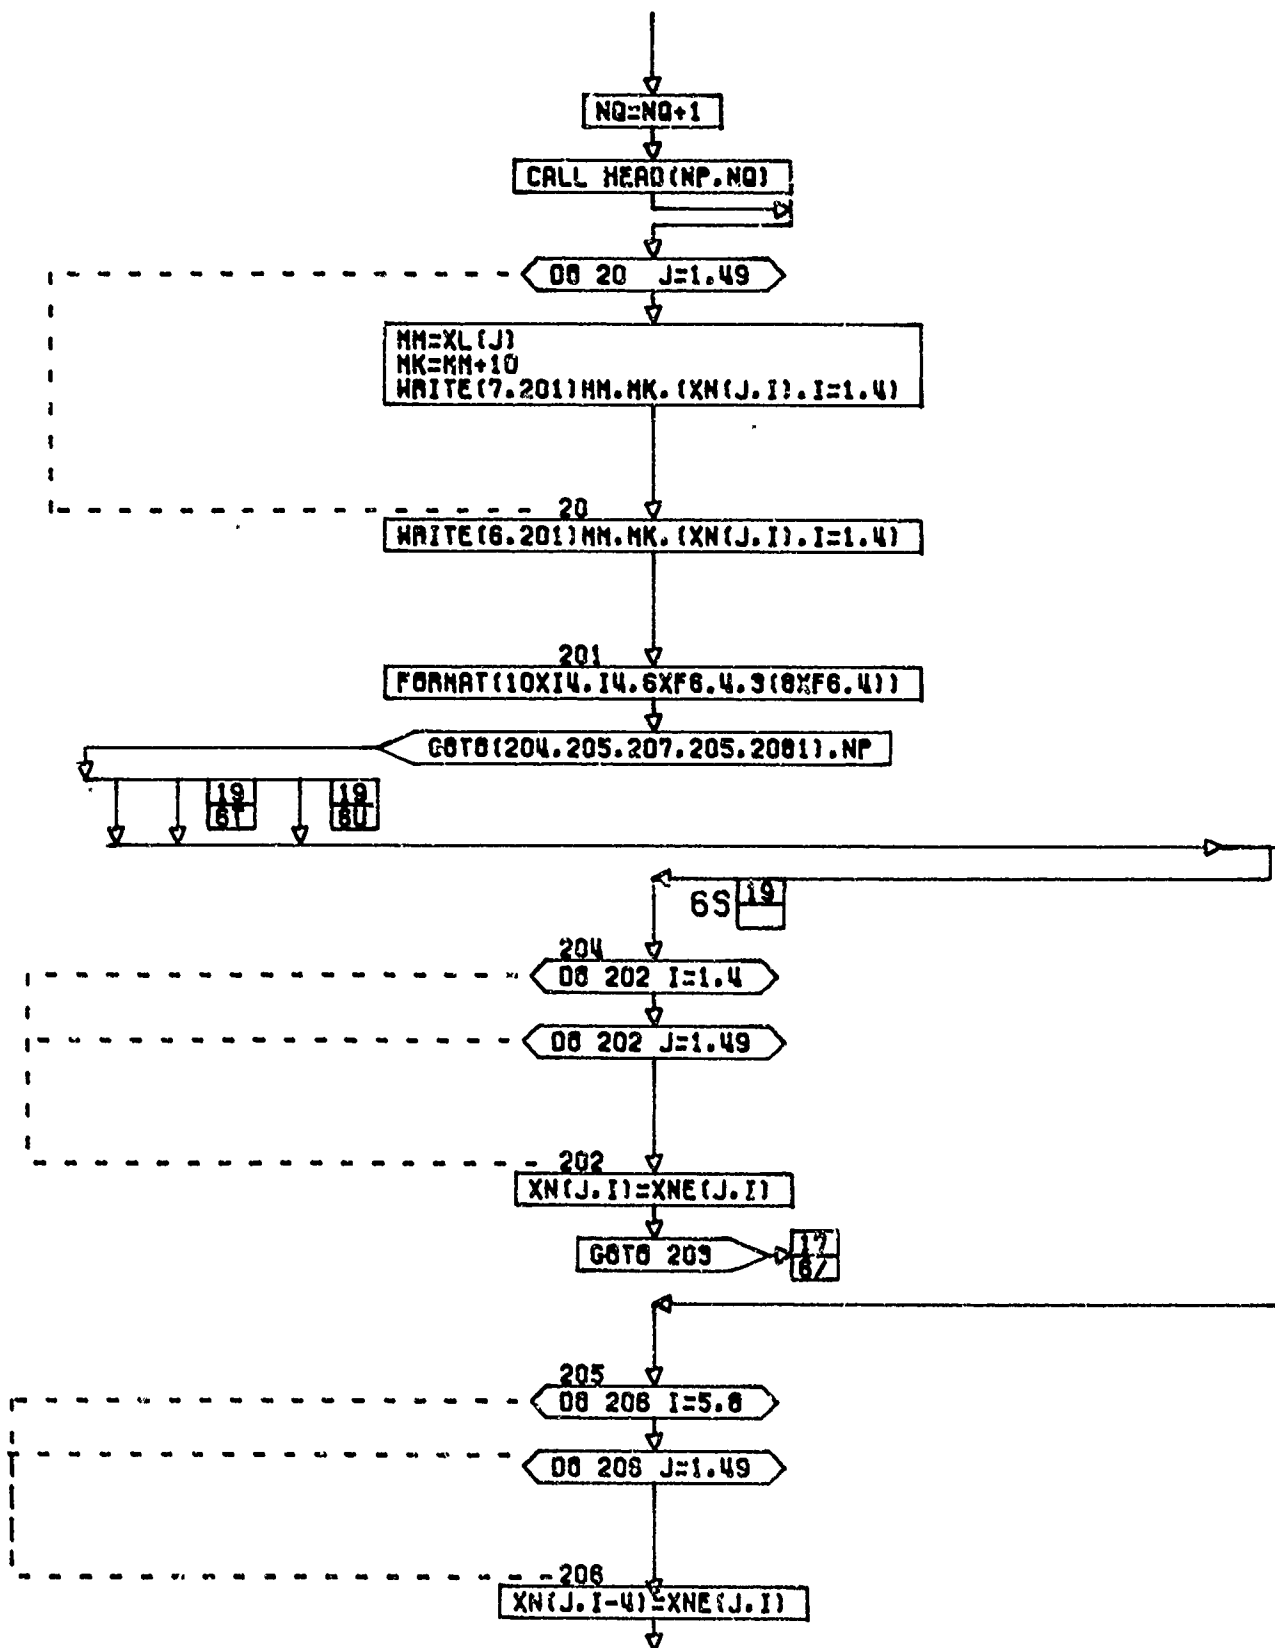 NQ=NQ+1
CALL HEAD(NP.NQ)
DO 20 J=1.49
MM=XL(J)
MK=MM+10
WRITE(7.201)MM.MK.(XN(J.I).I=1.4)
20
WRITE(6.201)MM.MK.(XN(J.I).I=1.4)
201
FORMAT(10XI4.I4.6XF6.4.3(8XF6.4))
GOTO(204.205.207.205.2081).NP
19 19
6T 6U
6S 19
204
DO 202 I=1.4
DO 202 J=1.49
202
XN(J.I)=XNE(J.I)
GOTO 203
17
6/
205
DO 206 I=5.8
DO 206 J=1.49
206
XN(J.I-4)=XNE(J.I)